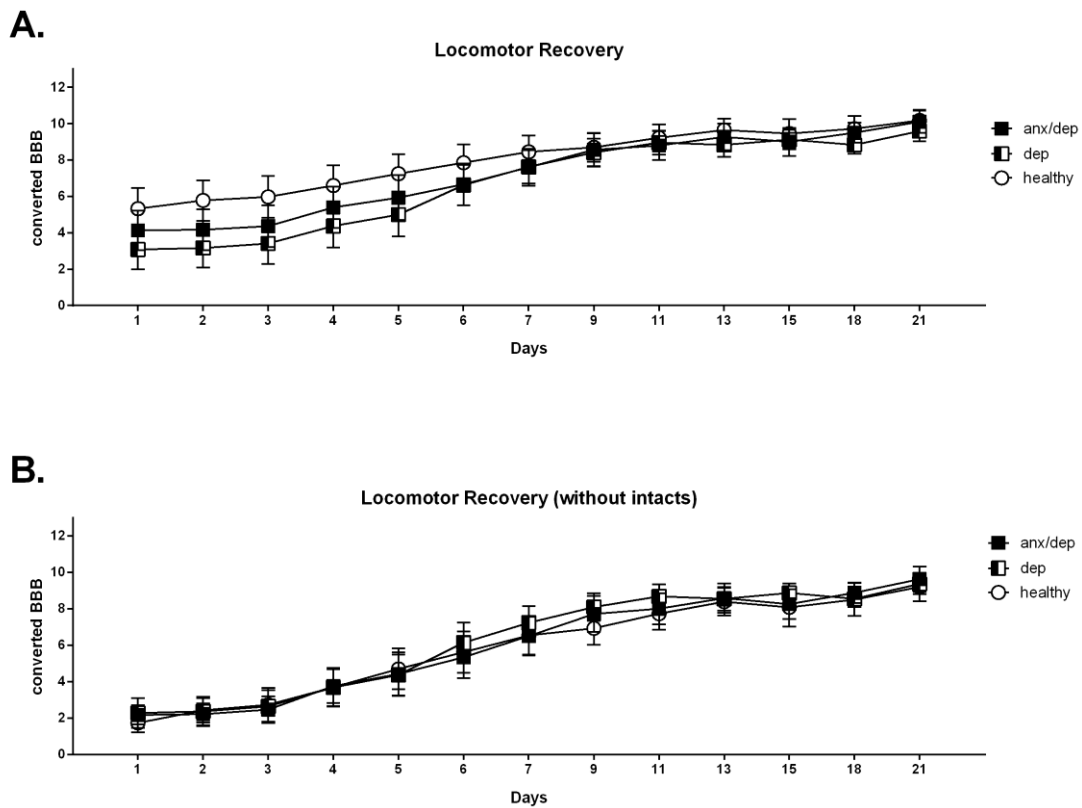 A.
Locomotor Recovery
converted BBB
12
10
8
6
4
2
0
1 2 3 4 5 6 7 9 11 13 15 18 21
Days
anx/dep
dep
healthy
B.
Locomotor Recovery (without intacts)
converted BBB
12
10
8
6
4
2
0
1 2 3 4 5 6 7 9 11 13 15 18 21
Days
anx/dep
dep
healthy